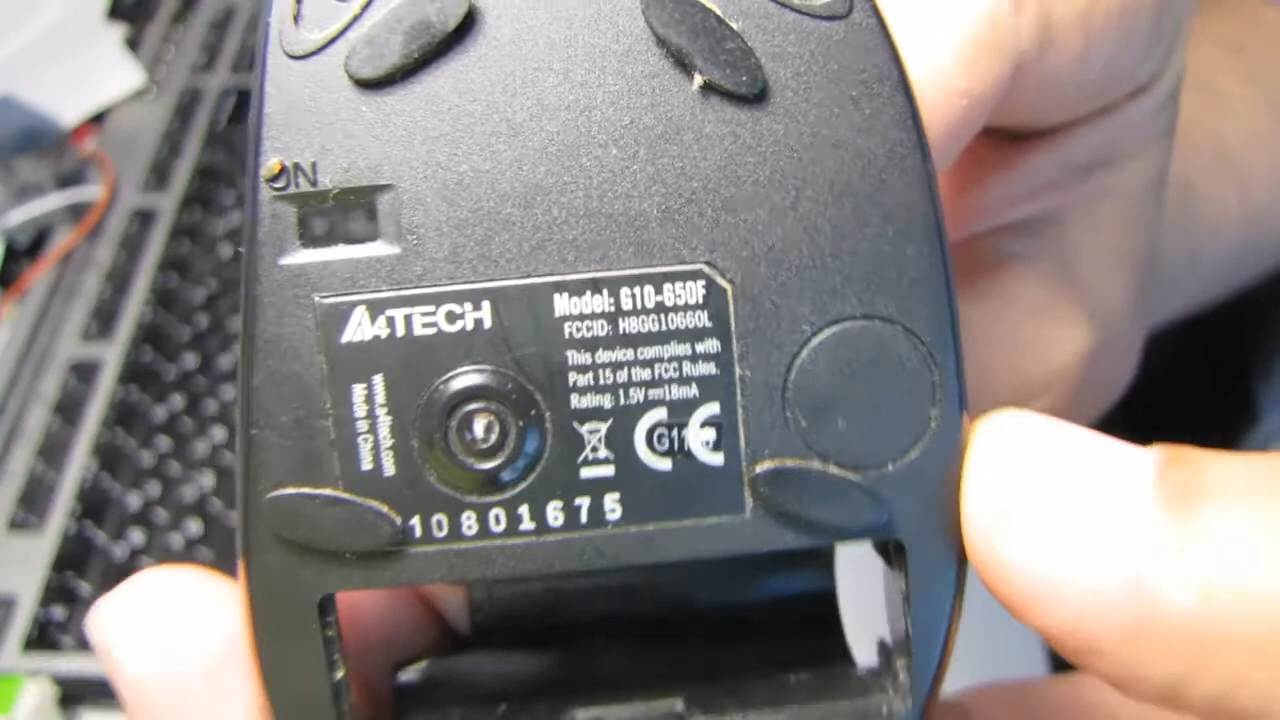 ON
A4TECH
Model: G10-650F
FCCID: H8GG10660L
This device complies with
Part 15 of the FCC Rules.
Rating: 1.5V⎓18mA
www.a4tech.com
Made in China
CE
10801675